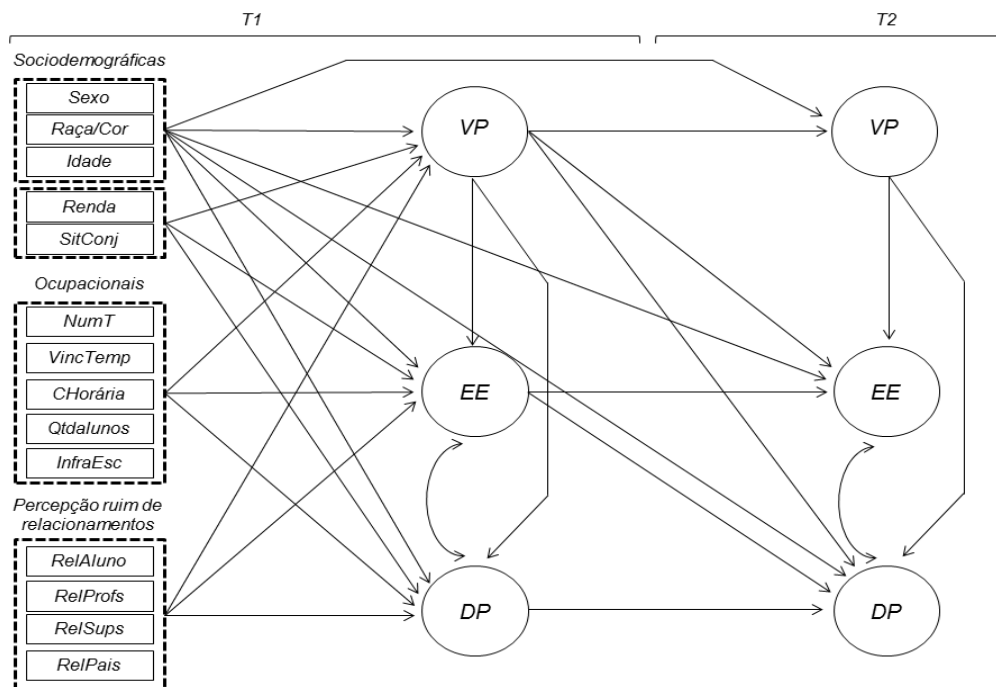 T1
T2
Sociodemográficas
Sexo
Raça/Cor
Idade
Renda
SitConj
Ocupacionais
NumT
VincTemp
CHorária
Qtdalunos
InfraEsc
Percepção ruim de
relacionamentos
RelAluno
RelProfs
RelSups
RelPais
VP
EE
DP
VP
EE
DP